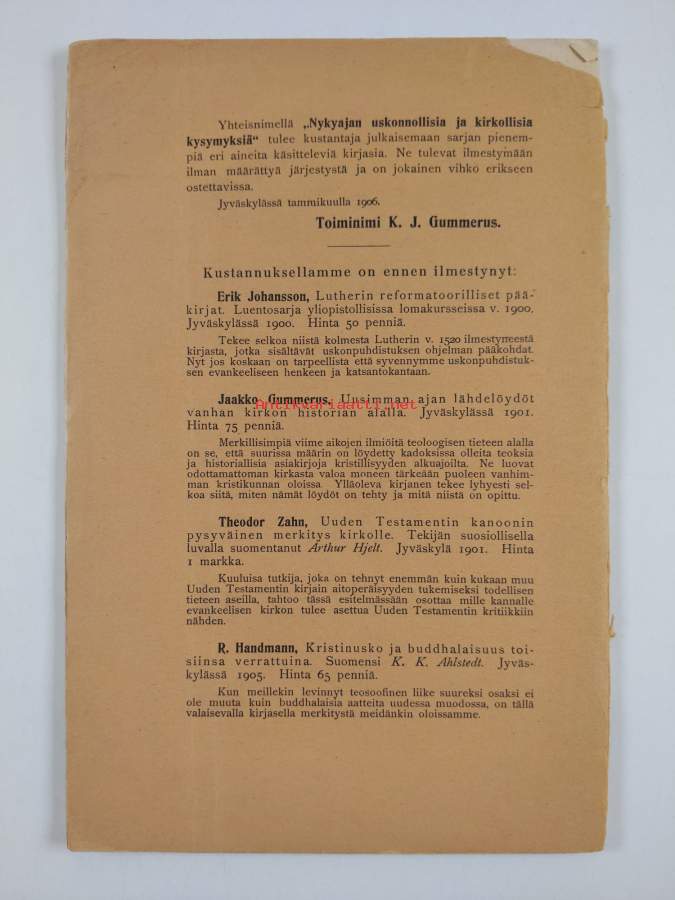 Yhteisnimellä „Nykyajan uskonnollisia ja kirkollisia
kysymyksiä“ tulee kustantaja julkaisemaan sarjan pienem-
piä eri aineita käsitteleviä kirjasia. Ne tulevat ilmestymään
ilman määrättyä järjestystä ja on jokainen vihko erikseen
ostettavissa.
Jyväskylässä tammikuulla 1906.
Toiminimi K. J. Gummerus.
Kustannuksellamme on ennen ilmestynyt:
Erik Johansson, Lutherin reformatoorilliset pää-
kirjat. Luentosarja yliopistollisissa lomakursseissa v. 1900.
Jyväskylässä 1900. Hinta 50 penniä.
Tekee selkoa niistä kolmesta Lutherin v. 1520 ilmestyneestä
kirjasta, jotka sisältävät uskonpuhdistuksen ohjelman pääkohdat.
Nyt jos koskaan on tarpeellista että syvennymme uskonpuhdistuk-
sen evankeeliseen henkeen ja katsantokantaan.
Jaakko Gummerus, Uusimman ajan lähdelöydöt
Antikvariaatti.net
vanhan kirkon historian alalla. Jyväskylässä 1901.
Hinta 75 penniä.
Merkillisimpiä viime aikojen ilmiöitä teoloogisen tieteen alalla
on se, että suurissa määrin on löydetty kadoksissa olleita teoksia
ja historiallisia asiakirjoja kristillisyyden alkuajoilta. Ne luovat
odottamattoman kirkasta valoa moneen tärkeään puoleen vanhim-
man kristikunnan oloissa. Ylläoleva kirjanen tekee lyhyesti sel-
koa siitä, miten nämät löydöt on tehty ja mitä niistä on opittu.
Theodor Zahn, Uuden Testamentin kanoonin
pysyväinen merkitys kirkolle. Tekijän suosiollisella
luvalla suomentanut Arthur Hjelt. Jyväskylä 1901. Hinta
1 markka.
Kuuluisa tutkija, joka on tehnyt enemmän kuin kukaan muu
Uuden Testamentin kirjain aitoperäisyyden tukemiseksi todellisen
tieteen aseilla, tahtoo tässä esitelmässään osottaa mille kannalle
evankeelisen kirkon tulee asettua Uuden Testamentin kritiikkiin
nähden.
R. Handmann, Kristinusko ja buddhalaisuus toi-
siinsa verrattuina. Suomensi K. K. Ahlstedt. Jyväs-
kylässä 1905. Hinta 65 penniä.
Kun meillekin levinnyt teosoofinen liike suureksi osaksi ei
ole muuta kuin buddhalaisia aatteita uudessa muodossa, on tällä
valaisevalla kirjasella merkitystä meidänkin oloissamme.